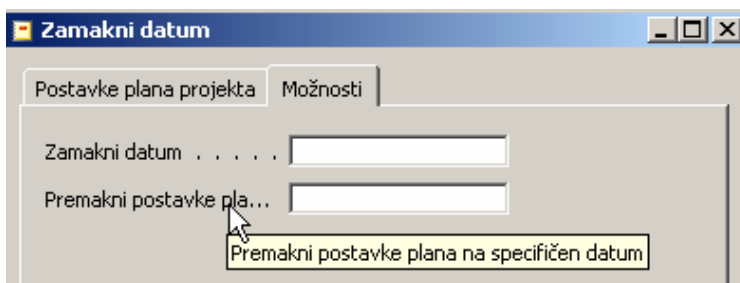 Zamakni datum
Postavke plana projekta Možnosti
Zamakni datum . . . . .
Premakni postavke pla...
Premakni postavke plana na specifičen datum